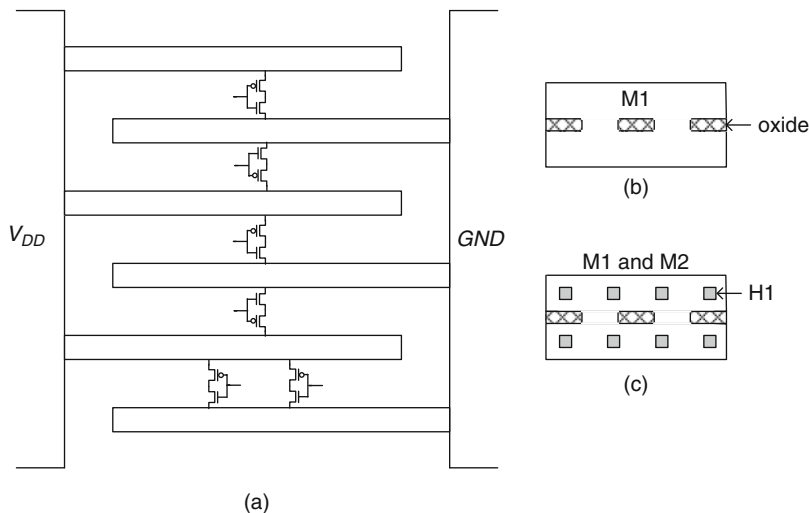 V_DD
GND
(a)
M1
oxide
(b)
M1 and M2
H1
(c)